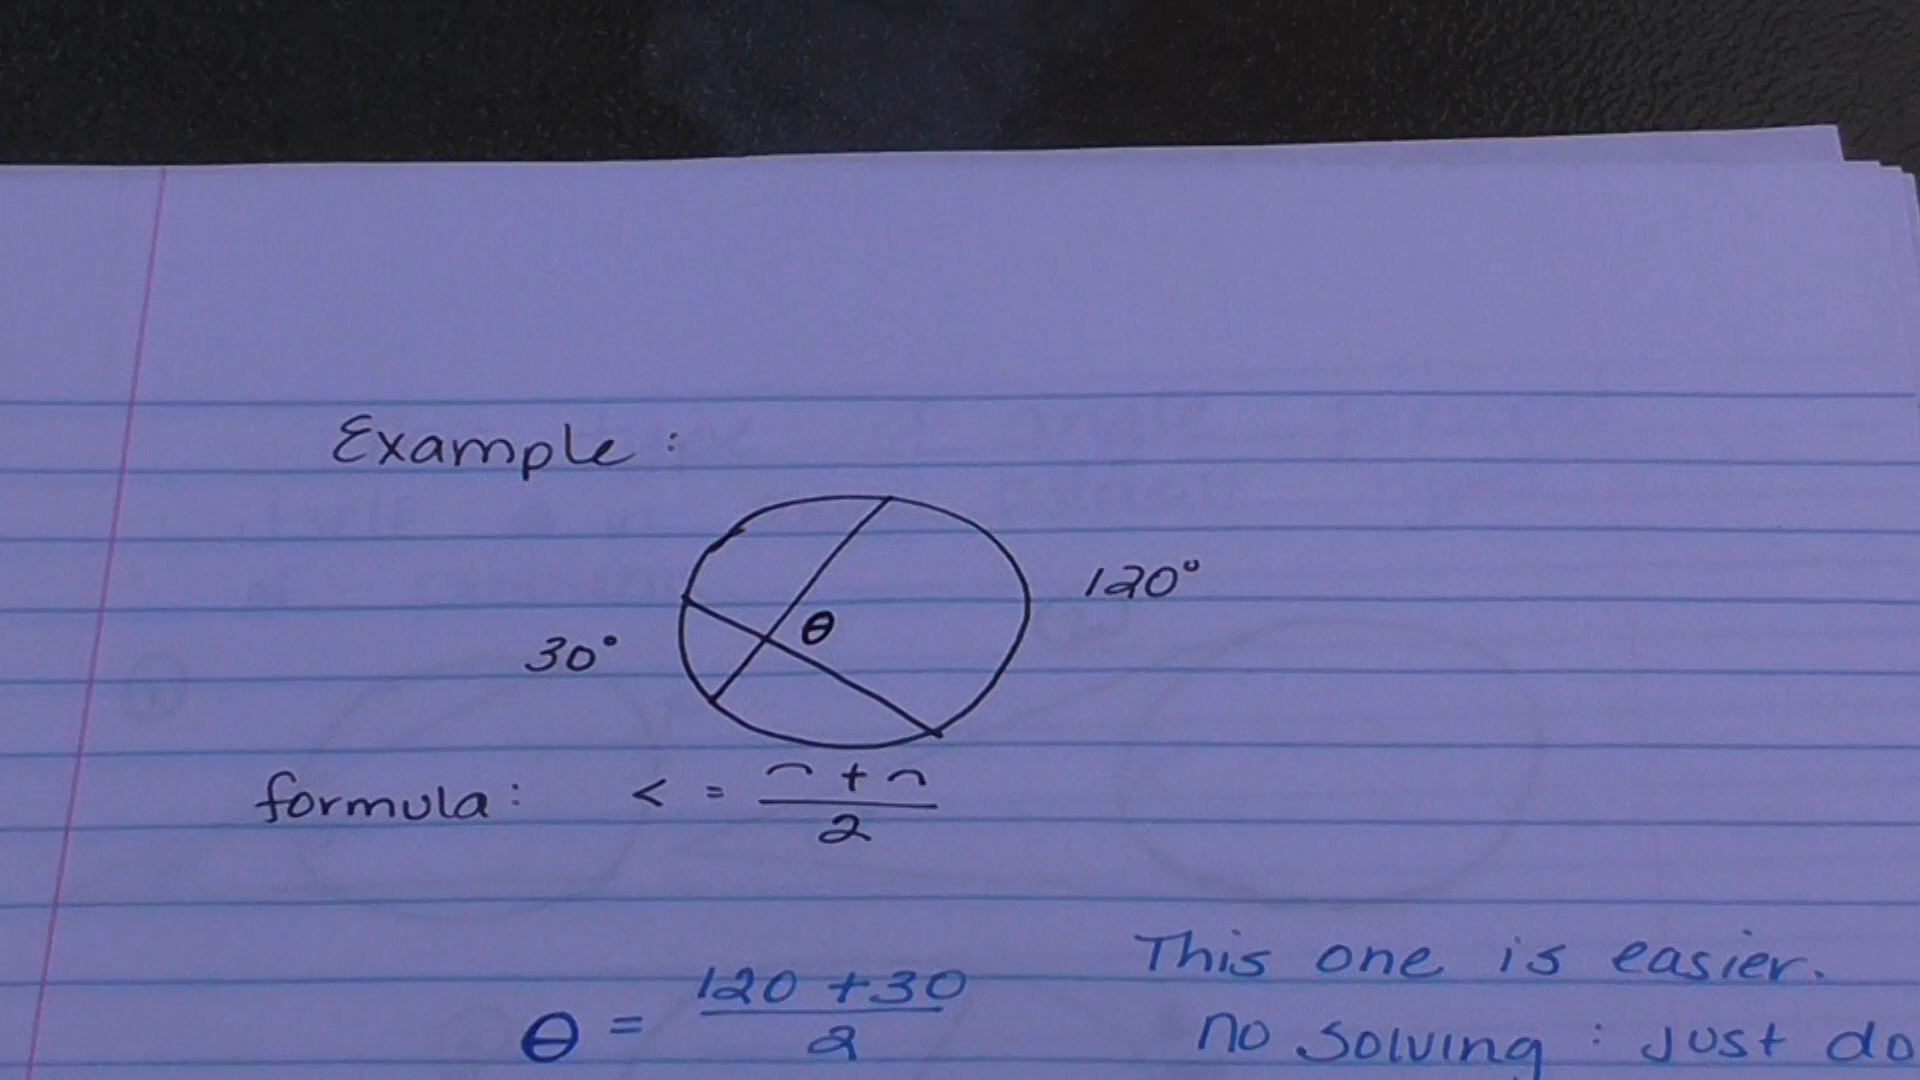 Example :
120°
θ
30°
formula : < = ⌒ + ⌒
2
This one is easier.
120 + 30
θ =
2
no solving : just do